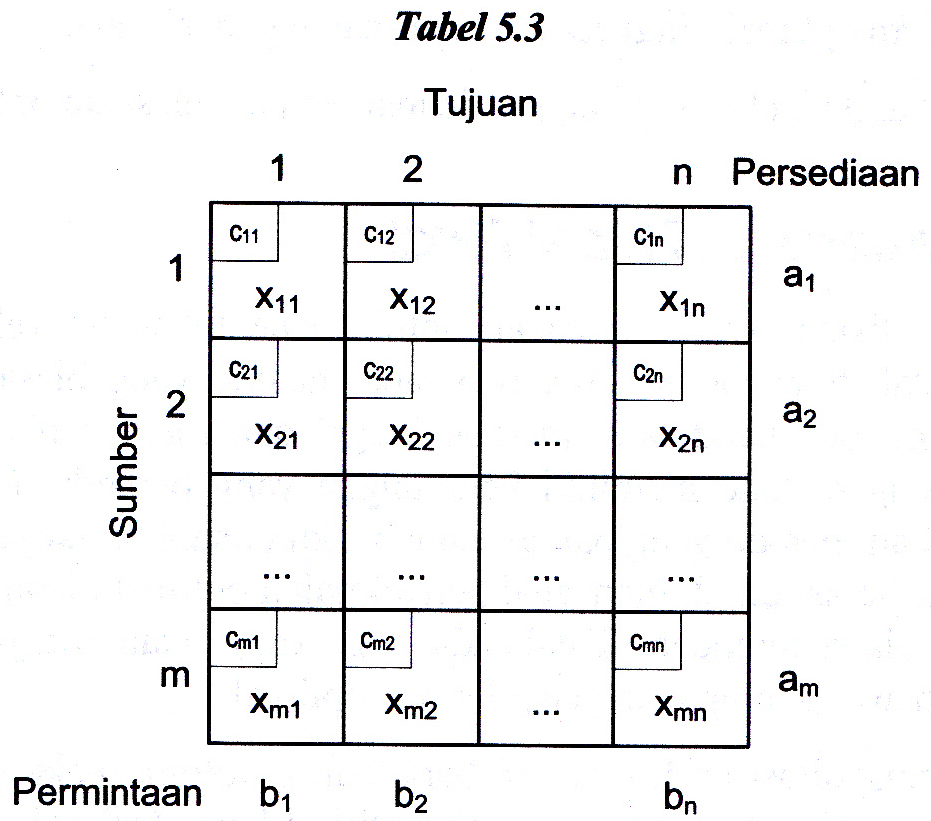 Tabel 5.3
Tujuan
1 2 n Persediaan
c11 c12 c1n
1 x11 x12 ... x1n a1
c21 c22 c2n
2 x21 x22 ... x2n a2
Sumber
... ... ... ...
cm1 cm2 cmn
m xm1 xm2 ... xmn am
Permintaan b1 b2 bn